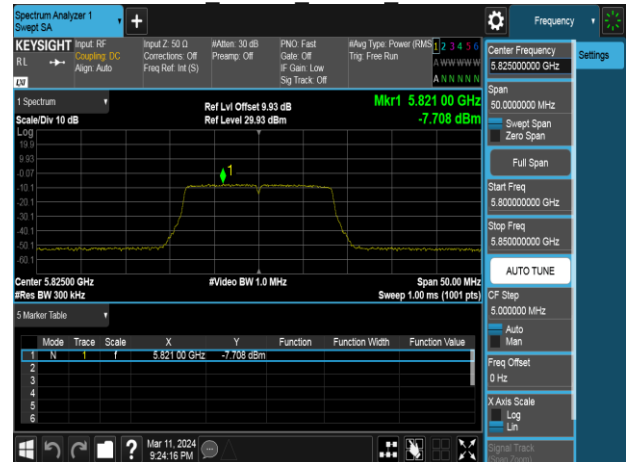 Spectrum Analyzer 1
Swept SA
Frequency
KEYSIGHT
RL
LXI
Input: RF
Coupling: DC
Align: Auto
Input Z: 50 Ω
Corrections: Off
Freq Ref: Int (S)
#Atten: 30 dB
Preamp: Off
PNO: Fast
Gate: Off
IF Gain: Low
Sig Track: Off
#Avg Type: Power (RMS
Trig: Free Run
1 2 3 4 5 6
A W W W W W
A N N N N N
Center Frequency
5.825000000 GHz
Settings
Span
50.0000000 MHz
Swept Span
Zero Span
Full Span
Start Freq
5.800000000 GHz
Stop Freq
5.850000000 GHz
AUTO TUNE
CF Step
5.000000 MHz
Auto
Man
Freq Offset
0 Hz
X Axis Scale
Log
Lin
Signal Track
(Span Zoom)
1 Spectrum
Scale/Div 10 dB
Ref Lvl Offset 9.93 dB
Ref Level 29.93 dBm
Mkr1 5.821 00 GHz
-7.708 dBm
Log
19.9
9.93
-0.07
-10.1
-20.1
-30.1
-40.1
-50.1
-60.1
1
Center 5.82500 GHz
#Video BW 1.0 MHz
Span 50.00 MHz
#Res BW 300 kHz
Sweep 1.00 ms (1001 pts)
5 Marker Table
Mode Trace Scale X Y Function Function Width Function Value
1 N 1 f 5.821 00 GHz -7.708 dBm
2
3
4
5
6
?
Mar 11, 2024
9:24:16 PM